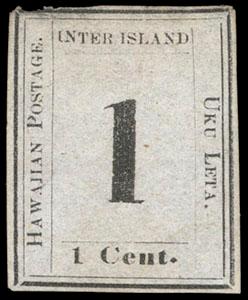 INTER ISLAND
HAWAIIAN POSTAGE.
1
UKU LETA.
1 Cent.